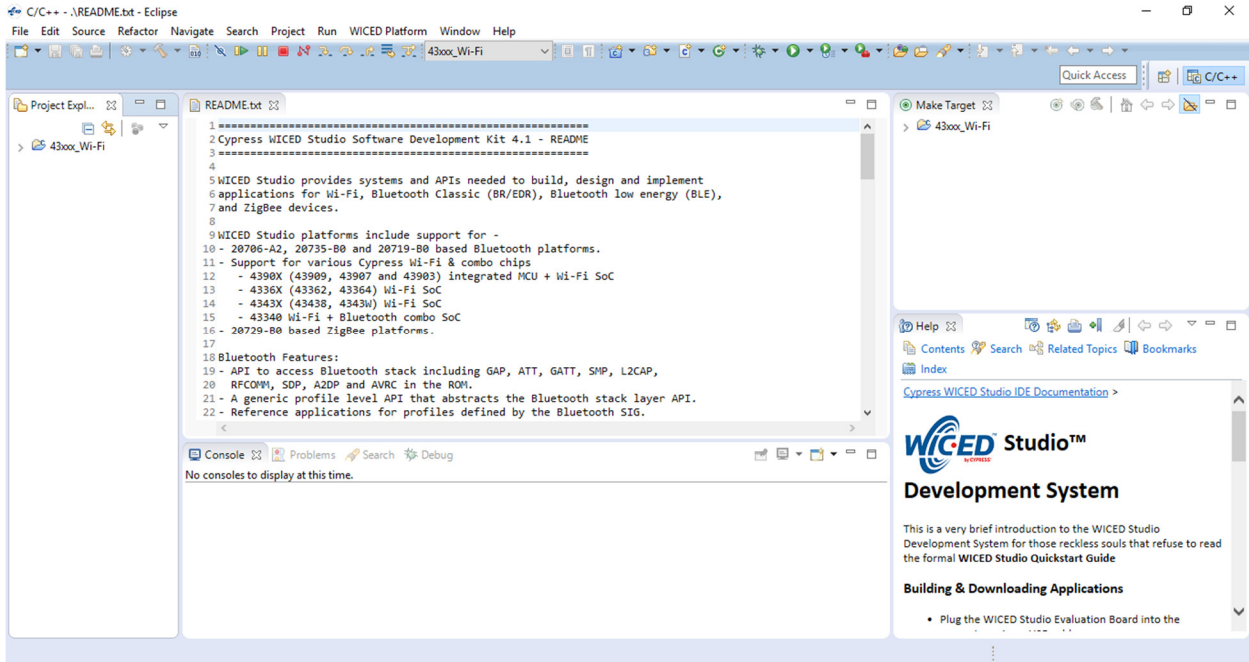 C/C++ - .\README.txt - Eclipse
File Edit Source Refactor Navigate Search Project Run WICED Platform Window Help
43xxx_Wi-Fi
Quick Access
C/C++
Project Expl...
43xxx_Wi-Fi
README.txt
1 ==========================================================
2 Cypress WICED Studio Software Development Kit 4.1 - README
3 ==========================================================
4
5 WICED Studio provides systems and APIs needed to build, design and implement
6 applications for Wi-Fi, Bluetooth Classic (BR/EDR), Bluetooth low energy (BLE),
7 and ZigBee devices.
8
9 WICED Studio platforms include support for -
10 - 20706-A2, 20735-B0 and 20719-B0 based Bluetooth platforms.
11 - Support for various Cypress Wi-Fi & combo chips
12 - 4390X (43909, 43907 and 43903) integrated MCU + Wi-Fi SoC
13 - 4336X (43362, 43364) Wi-Fi SoC
14 - 4343X (43438, 4343W) Wi-Fi SoC
15 - 43340 Wi-Fi + Bluetooth combo SoC
16 - 20729-B0 based ZigBee platforms.
17
18 Bluetooth Features:
19 - API to access Bluetooth stack including GAP, ATT, GATT, SMP, L2CAP,
20 RFCOMM, SDP, A2DP and AVRC in the ROM.
21 - A generic profile level API that abstracts the Bluetooth stack layer API.
22 - Reference applications for profiles defined by the Bluetooth SIG.
Console Problems Search Debug
No consoles to display at this time.
Make Target
43xxx_Wi-Fi
Help
Contents Search Related Topics Bookmarks
Index
Cypress WICED Studio IDE Documentation >
WICED Studio™
by CYPRESS
Development System
This is a very brief introduction to the WICED Studio
Development System for those reckless souls that refuse to read
the formal WICED Studio Quickstart Guide
Building & Downloading Applications
• Plug the WICED Studio Evaluation Board into the